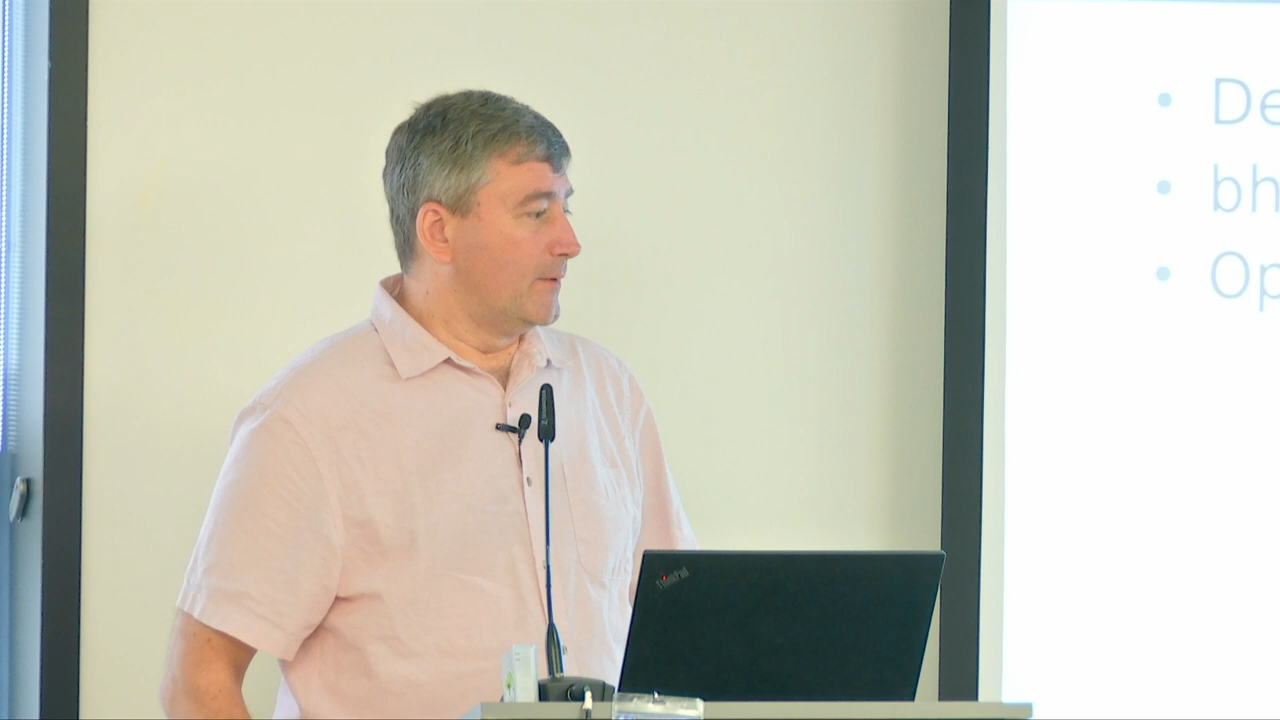 • De
• bh
• Op
ThinkPad